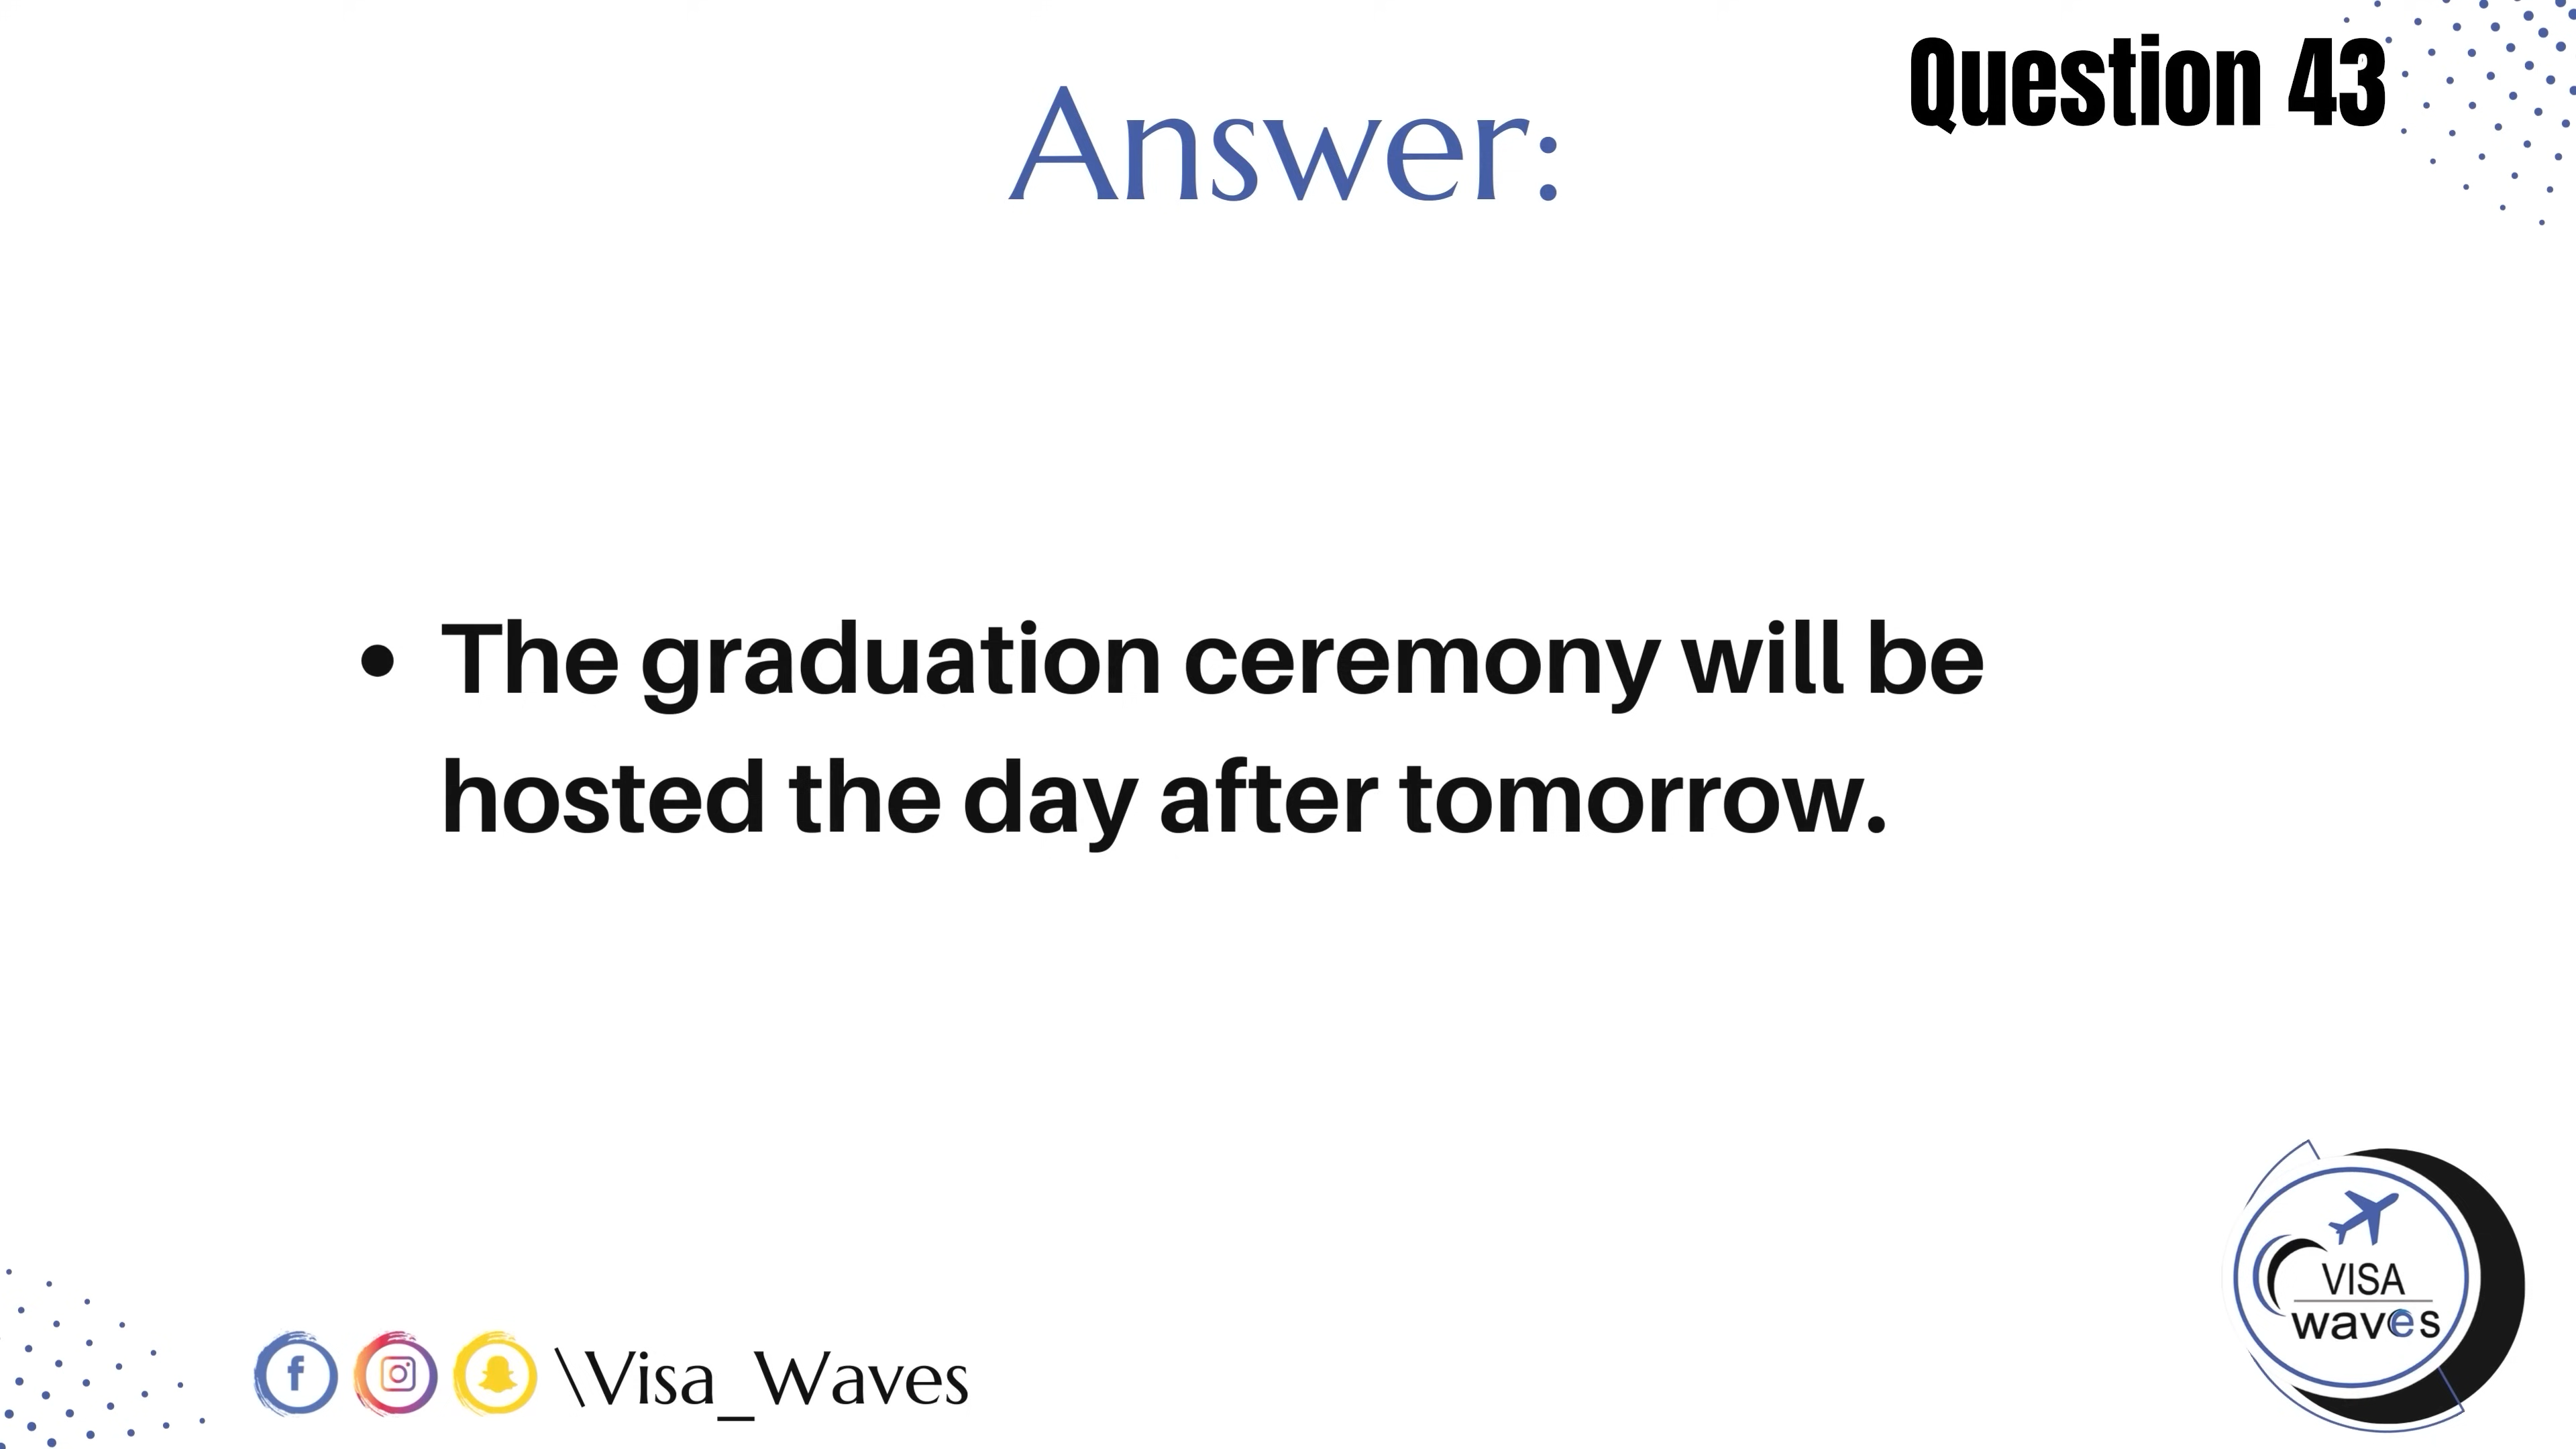 Question 43
Answer:
• The graduation ceremony will be
hosted the day after tomorrow.
\Visa_Waves
VISA
waves